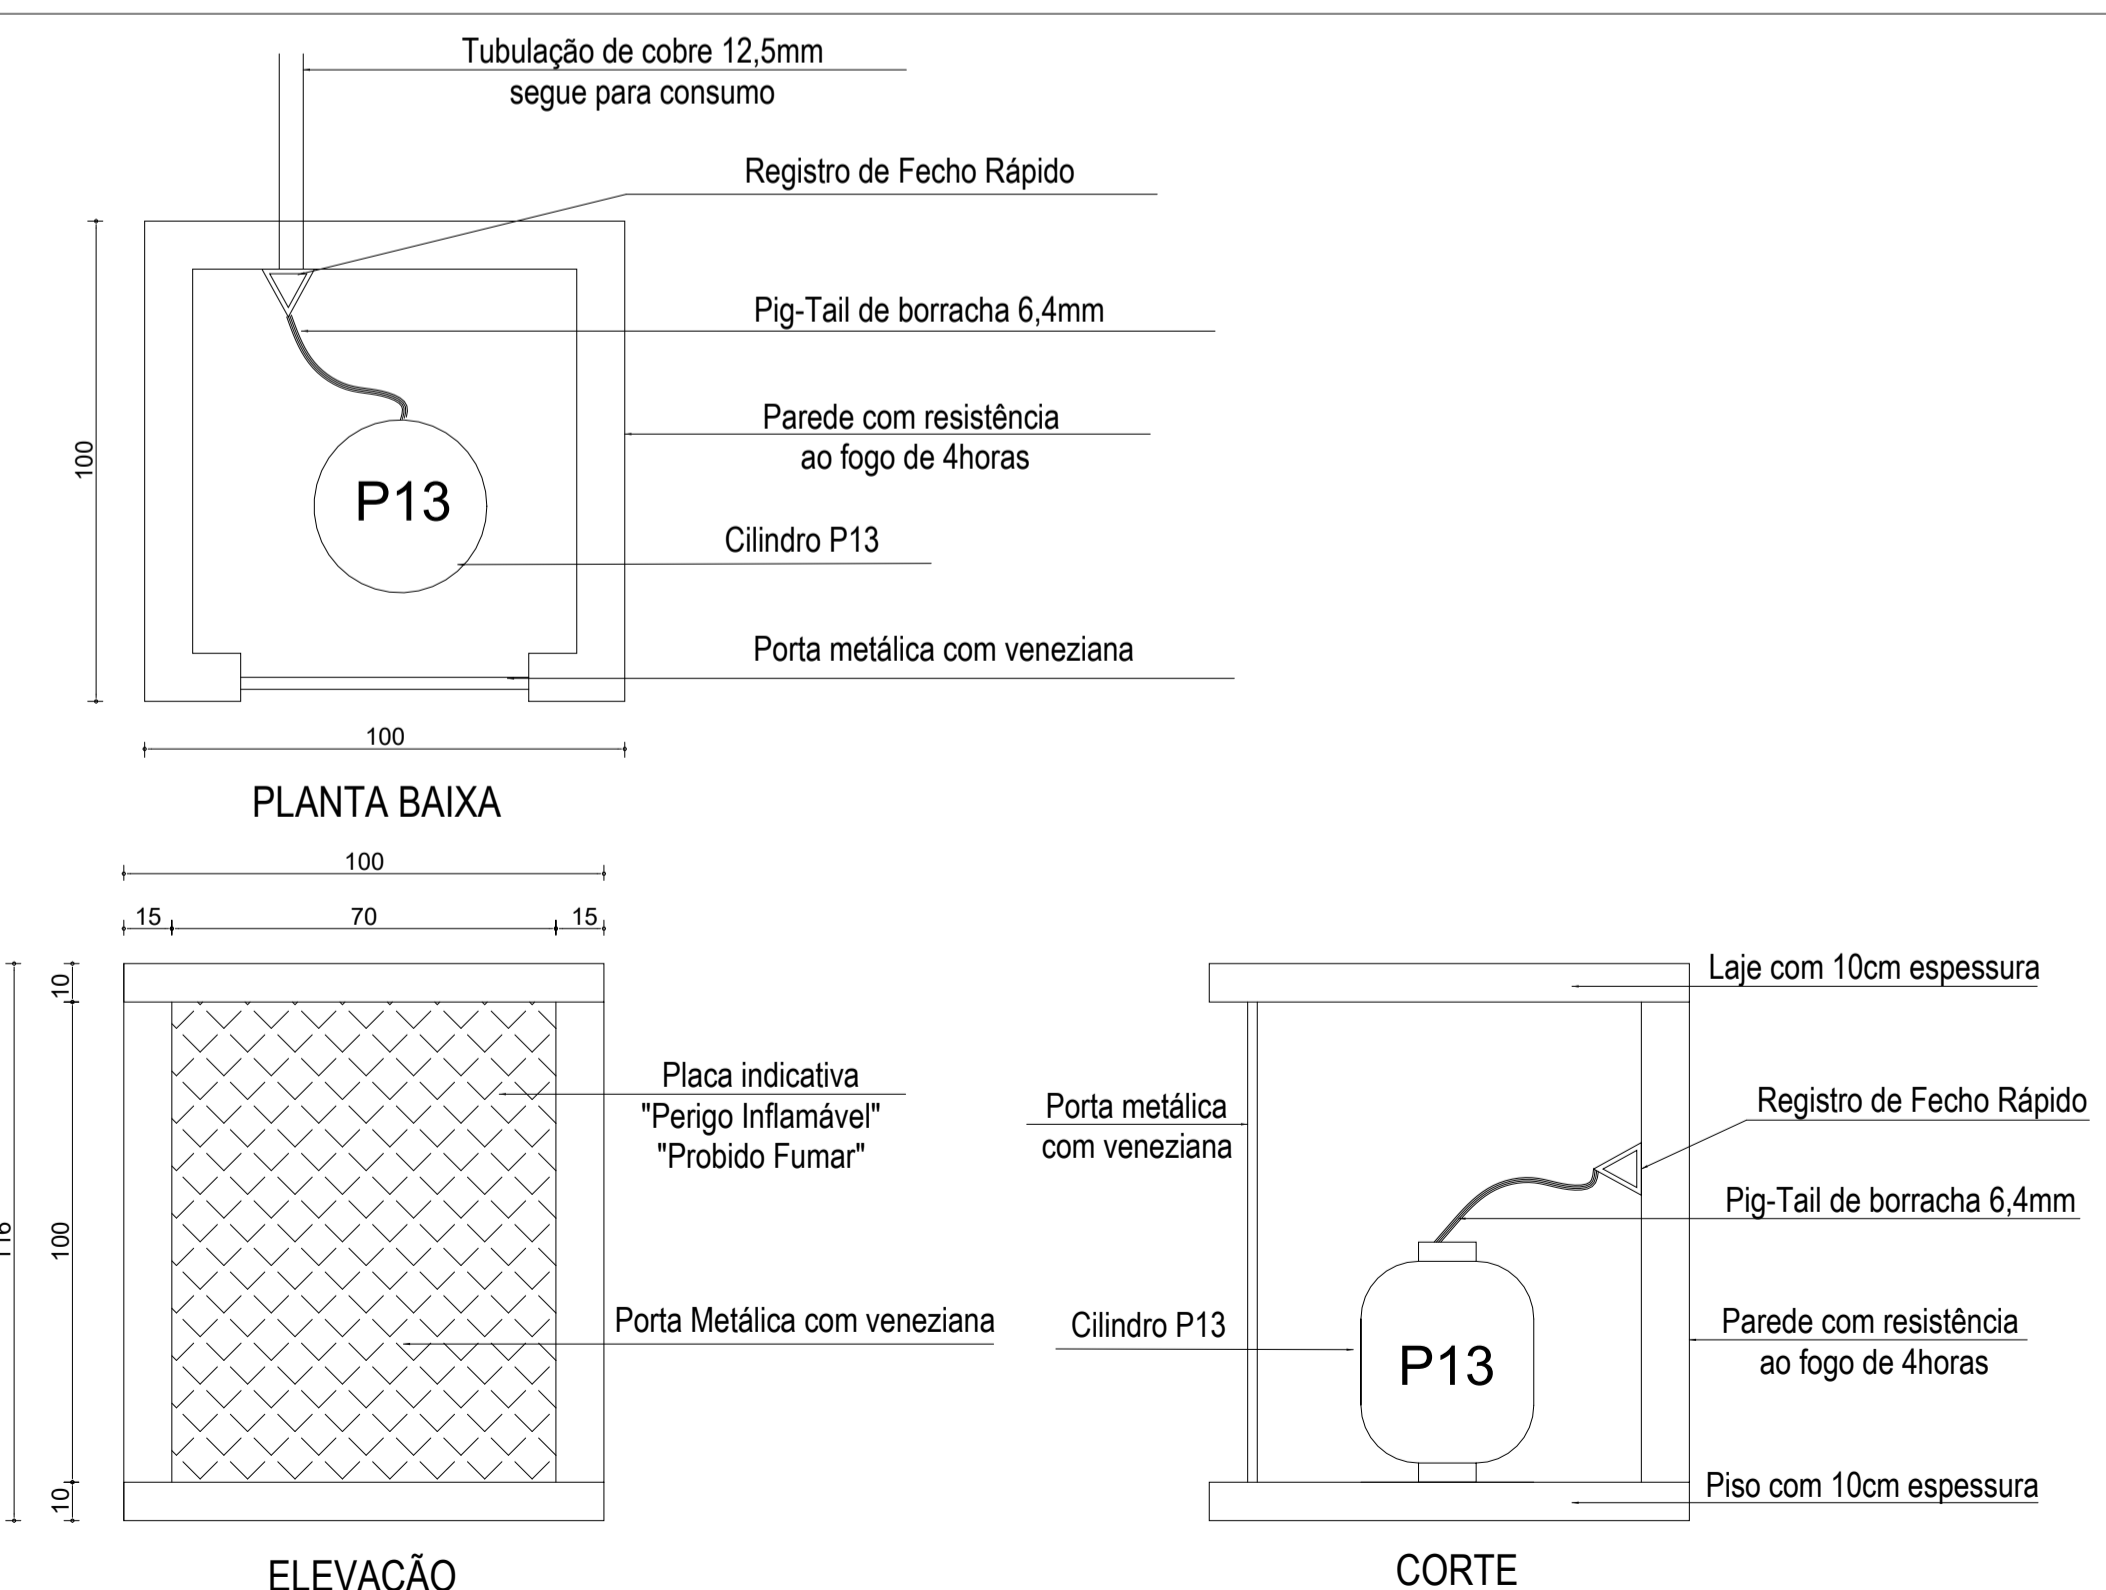 Tubulação de cobre 12,5mm
segue para consumo
Registro de Fecho Rápido
Pig-Tail de borracha 6,4mm
Parede com resistência
ao fogo de 4horas
100
P13
Cilindro P13
Porta metálica com veneziana
100
PLANTA BAIXA
100
15
70
15
10
100
10
116
Placa indicativa
"Perigo Inflamável"
"Probido Fumar"
Porta Metálica com veneziana
ELEVAÇÃO
Laje com 10cm espessura
Porta metálica
com veneziana
Registro de Fecho Rápido
Pig-Tail de borracha 6,4mm
Cilindro P13
P13
Parede com resistência
ao fogo de 4horas
Piso com 10cm espessura
CORTE